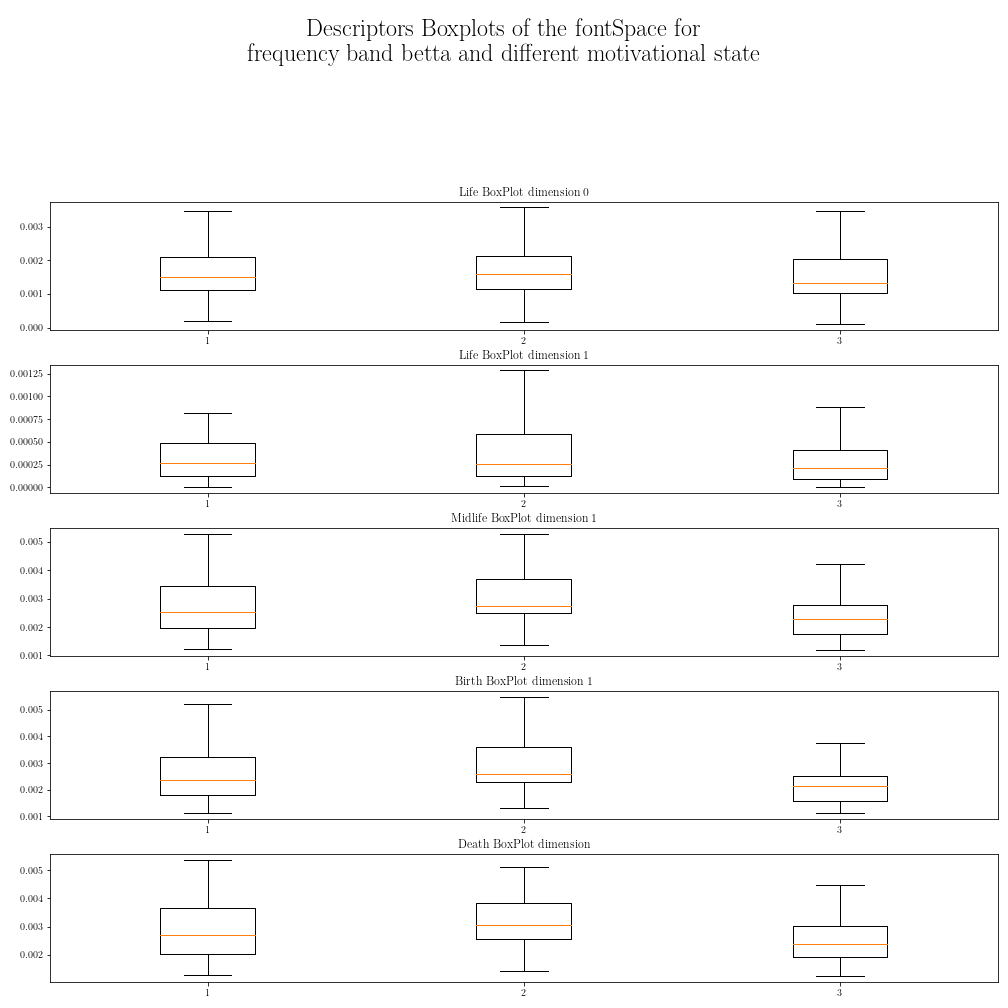 Descriptors Boxplots of the fontSpace for
frequency band betta and different motivational state
Life BoxPlot dimension 0
0.003
0.002
0.001
0.000
1 2 3
Life BoxPlot dimension 1
0.00125
0.00100
0.00075
0.00050
0.00025
0.00000
1 2 3
Midlife BoxPlot dimension 1
0.005
0.004
0.003
0.002
0.001
1 2 3
Birth BoxPlot dimension 1
0.005
0.004
0.003
0.002
0.001
1 2 3
Death BoxPlot dimension
0.005
0.004
0.003
0.002
1 2 3